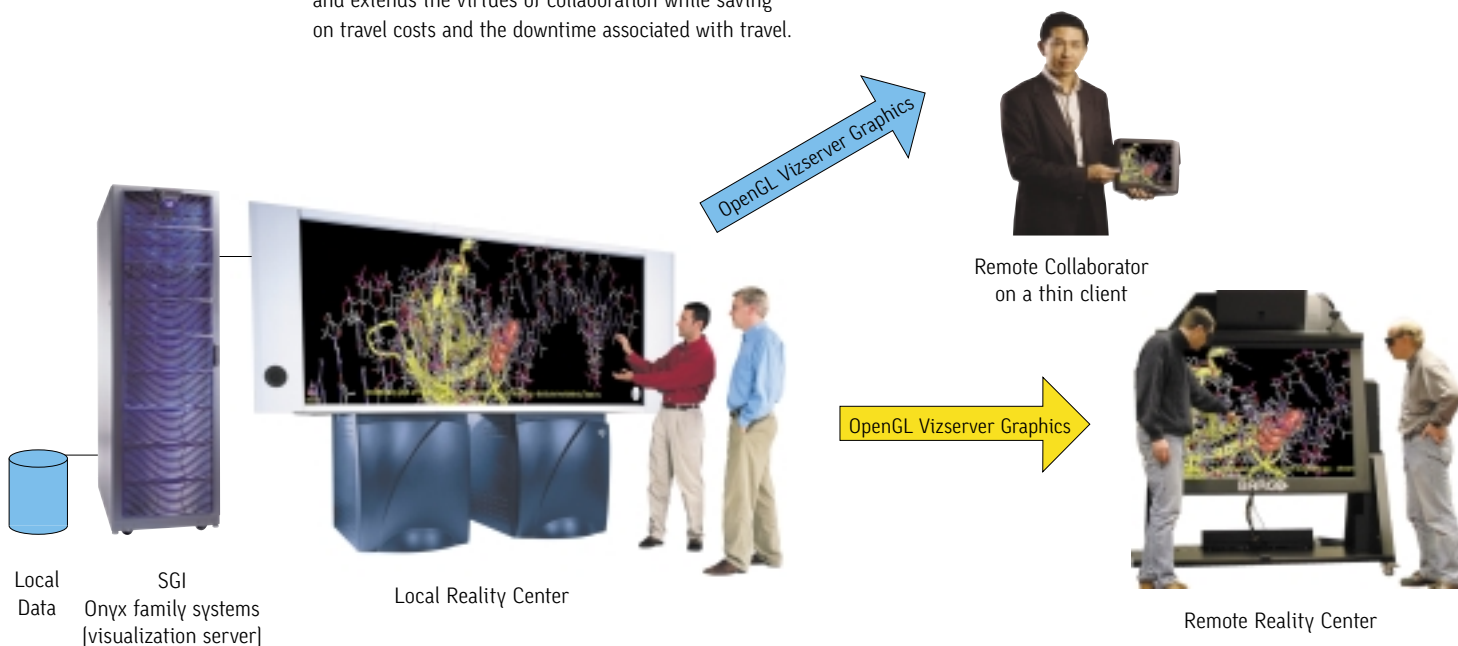 and extends the virtues of collaboration while saving
on travel costs and the downtime associated with travel.
OpenGL Vizserver Graphics
Remote Collaborator
on a thin client
OpenGL Vizserver Graphics
BARCO
Local
Data
SGI
Onyx family systems
(visualization server)
Local Reality Center
Remote Reality Center